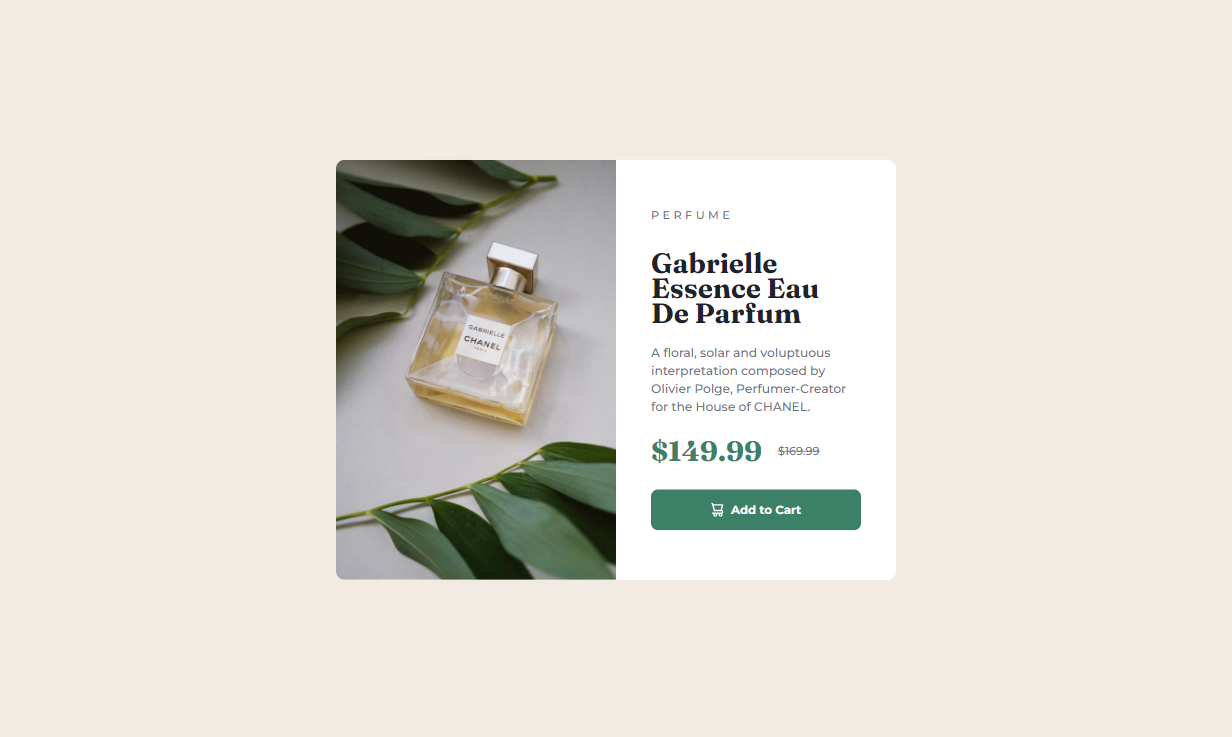 GABRIELLE
CHANEL
PARIS
PERFUME
Gabrielle
Essence Eau
De Parfum
A floral, solar and voluptuous
interpretation composed by
Olivier Polge, Perfumer-Creator
for the House of CHANEL.
$149.99 $169.99
Add to Cart